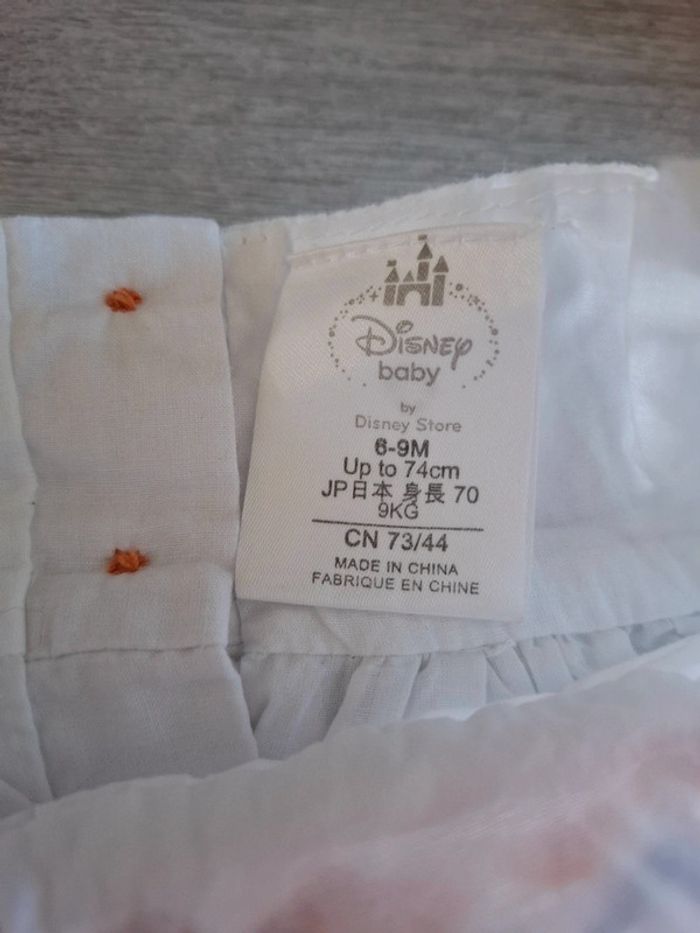 Disney
baby
by
Disney Store
6-9M
Up to 74cm
JP日本 身長 70
9KG
CN 73/44
MADE IN CHINA
FABRIQUE EN CHINE